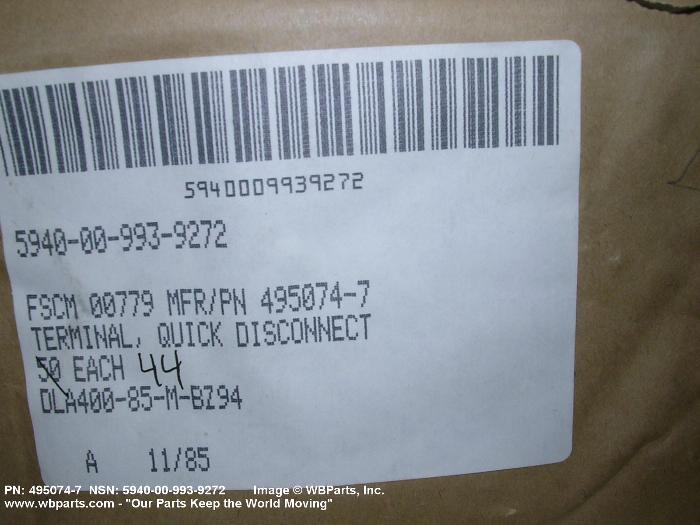 5940009939272
5940-00-993-9272
FSCM 00779 MFR/PN 495074-7
TERMINAL, QUICK DISCONNECT
50 EACH 44
DLA400-85-M-BZ94
A 11/85
PN: 495074-7 NSN: 5940-00-993-9272 Image © WBParts, Inc.
www.wbparts.com - "Our Parts Keep the World Moving"